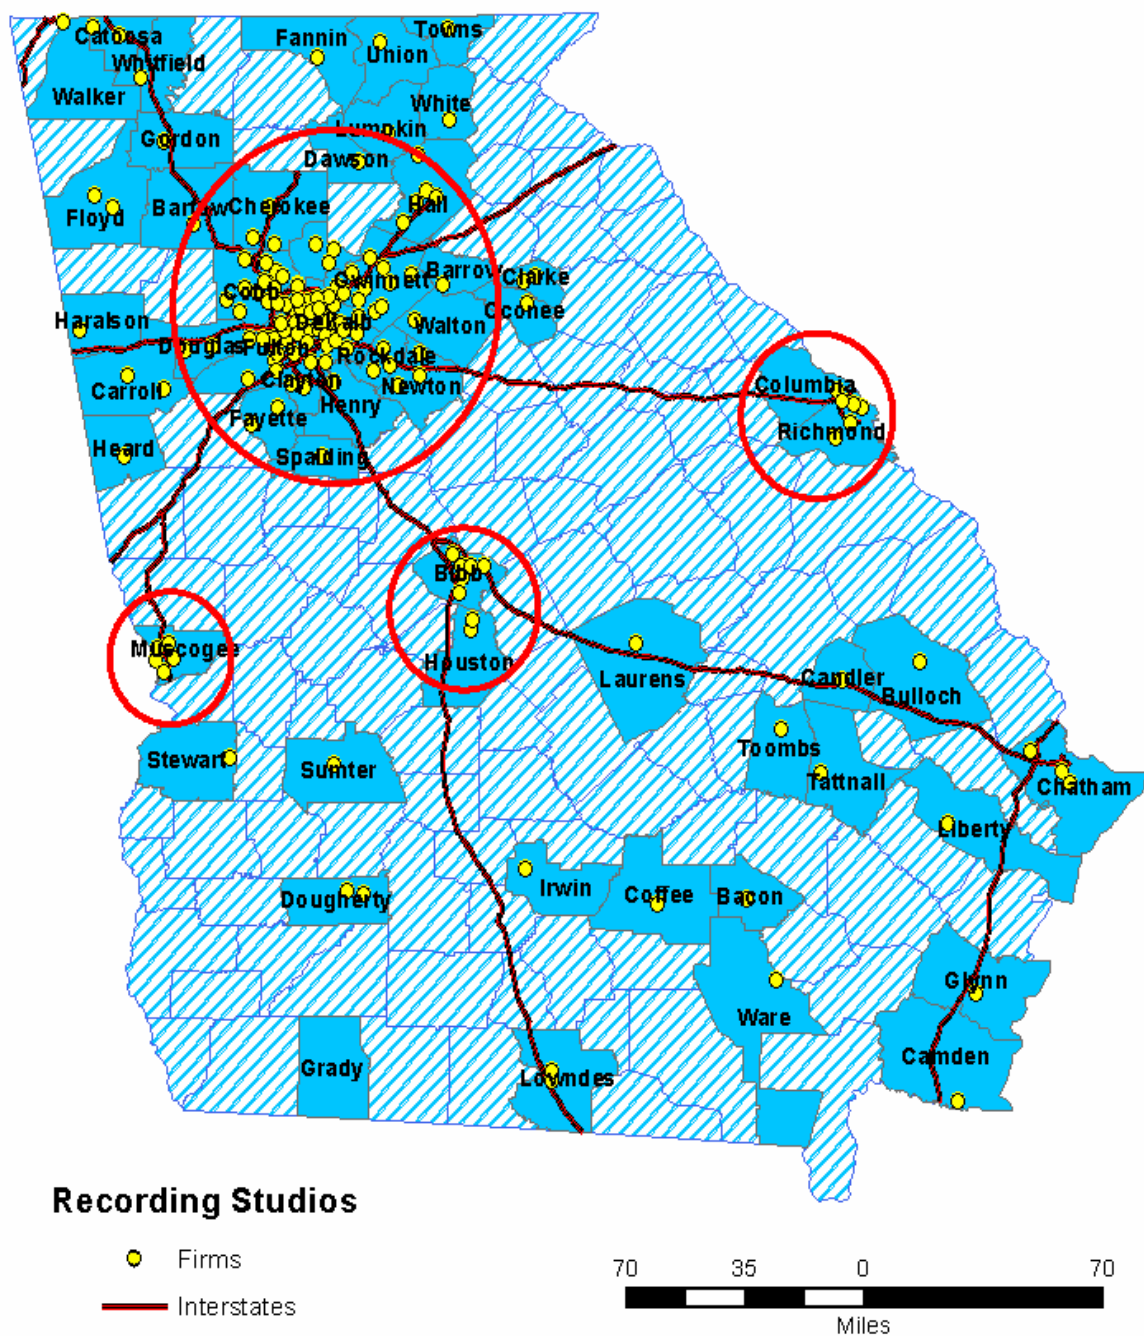 Towns
Catoosa
Fannin
Union
Whitfield
Walker
White
Lumpkin
Gordon
Dawson
Hall
Floyd
Bartow
Cherokee
Barrow
Clarke
Gwinnett
Cobb
Oconee
Haralson
DeKalb
Walton
Douglas
Fulton
Rockdale
Carroll
Clayton
Newton
Henry
Fayette
Columbia
Richmond
Heard
Spalding
Bibb
Muscogee
Houston
Laurens
Candler
Bulloch
Stewart
Sumter
Toombs
Tattnall
Chatham
Liberty
Dougherty
Irwin
Coffee
Bacon
Glynn
Ware
Camden
Grady
Lowndes
Recording Studios
Firms
Interstates
70 35 0 70
Miles